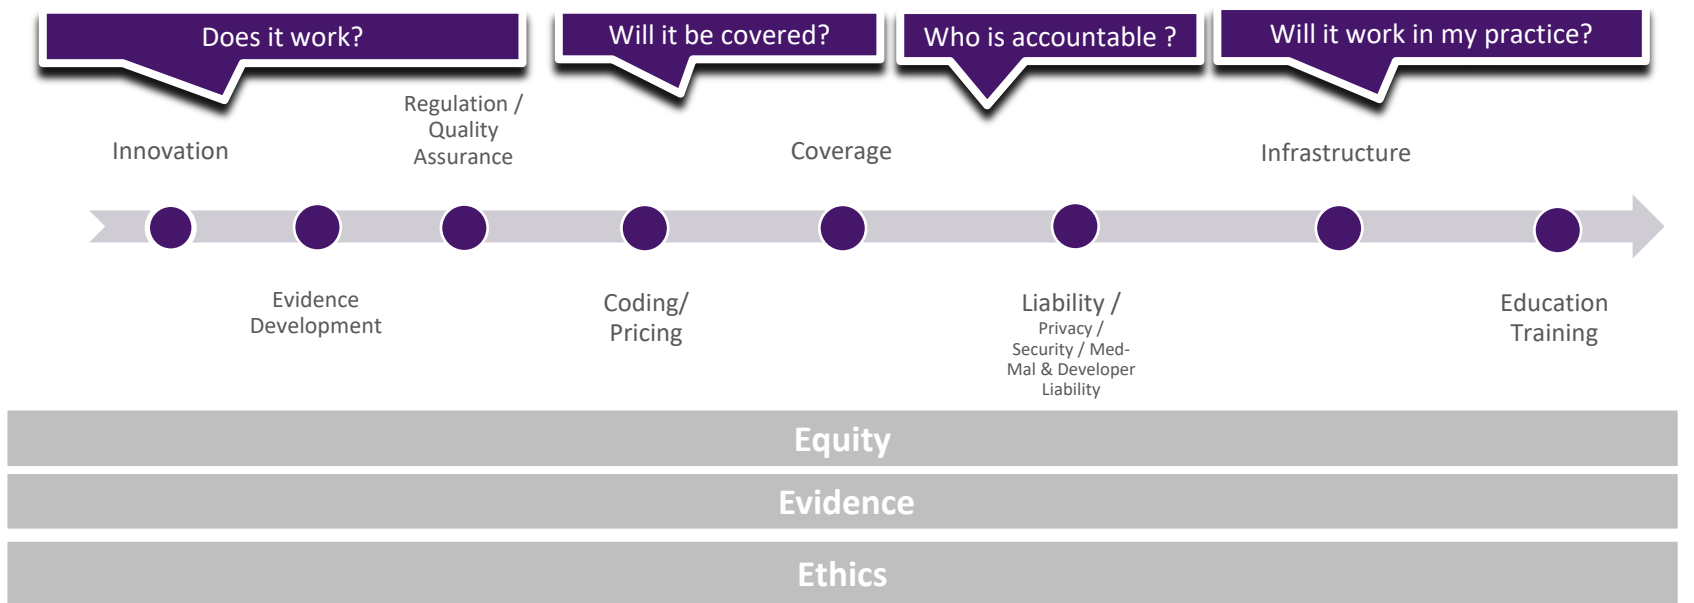 Does it work?
Will it be covered?
Who is accountable ?
Will it work in my practice?
Innovation
Regulation /
Quality
Assurance
Coverage
Infrastructure
Evidence
Development
Coding/
Pricing
Liability /
Privacy /
Security / Med-
Mal & Developer
Liability
Education
Training
Equity
Evidence
Ethics